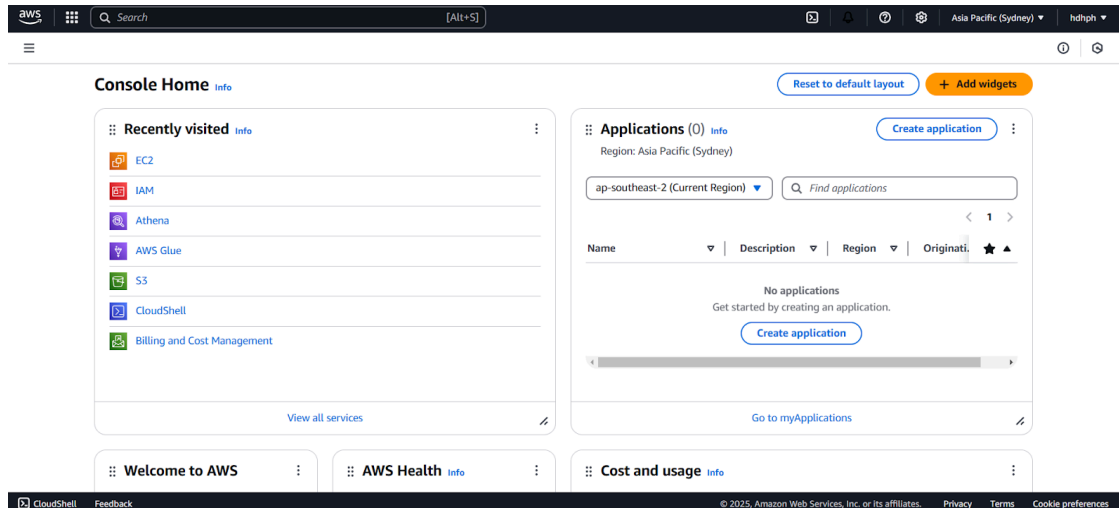 aws Search [Alt+S] Asia Pacific (Sydney) hdhph
Console Home Info Reset to default layout + Add widgets
Recently visited Info
EC2
IAM
Athena
AWS Glue
S3
CloudShell
Billing and Cost Management
View all services
Applications (0) Info Create application
Region: Asia Pacific (Sydney)
ap-southeast-2 (Current Region) Find applications
1
Name Description Region Originati.
No applications
Get started by creating an application.
Create application
Go to myApplications
Welcome to AWS
AWS Health Info
Cost and usage Info
CloudShell Feedback © 2025, Amazon Web Services, Inc. or its affiliates. Privacy Terms Cookie preferences